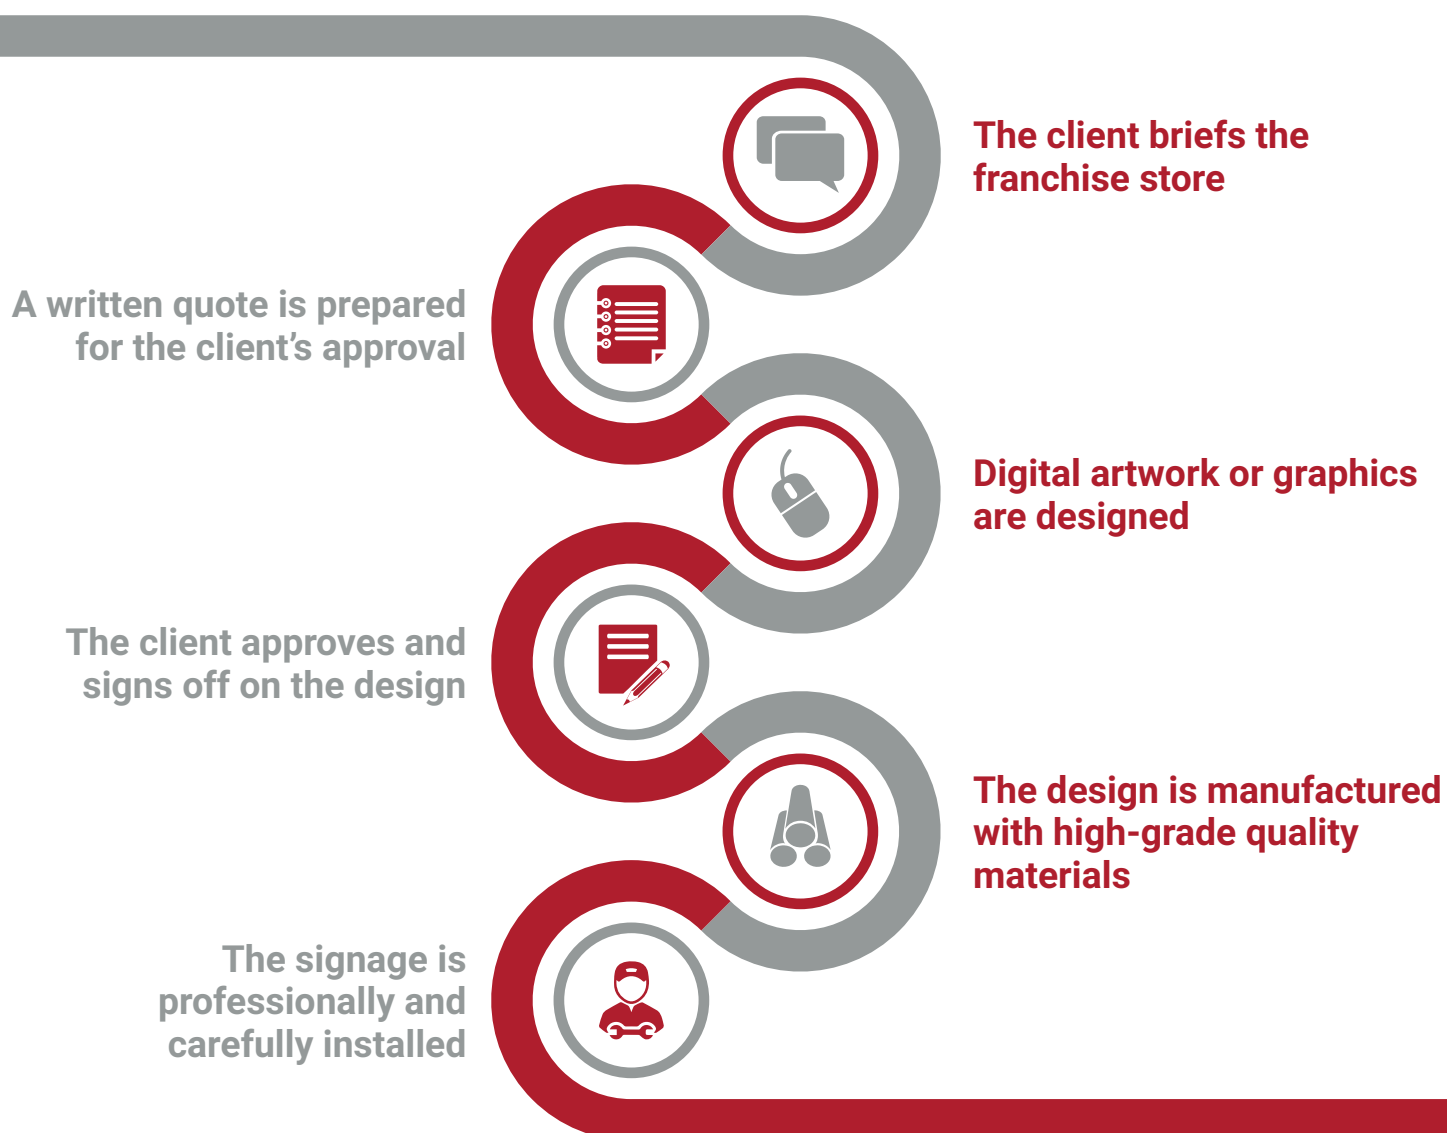 The client briefs the
franchise store
A written quote is prepared
for the client’s approval
Digital artwork or graphics
are designed
The client approves and
signs off on the design
The design is manufactured
with high-grade quality
materials
The signage is
professionally and
carefully installed